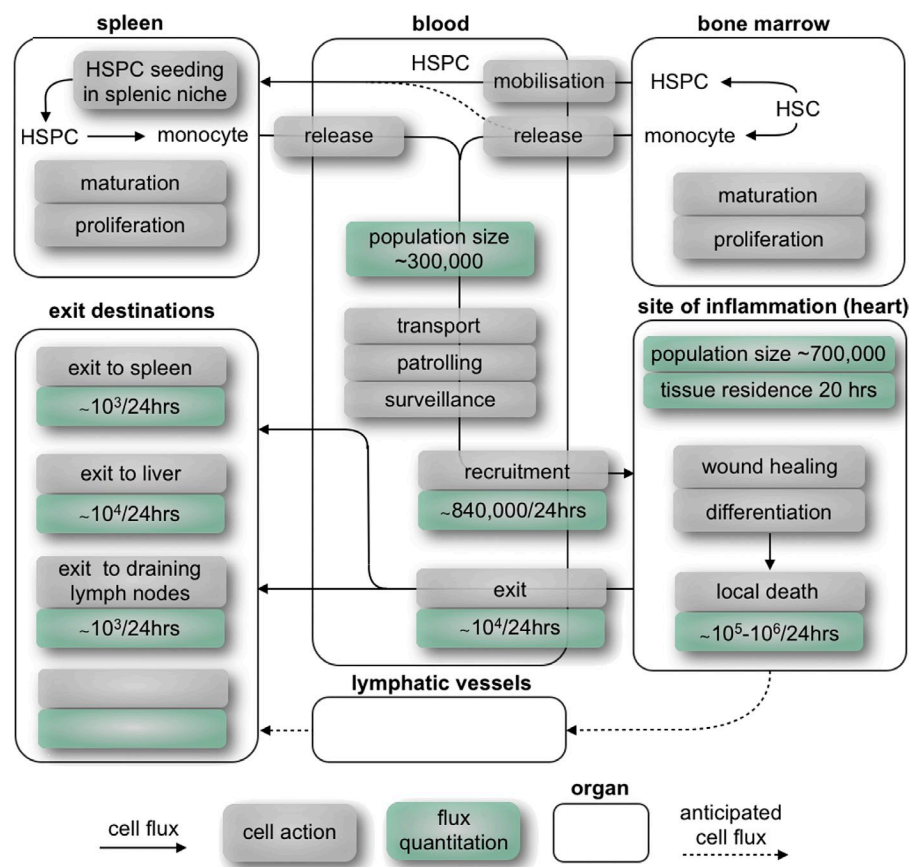 spleen
HSPC seeding
in splenic niche
HSPC
monocyte
maturation
proliferation
blood
HSPC
mobilisation
release
release
population size
~300,000
transport
patrolling
surveillance
recruitment
~840,000/24hrs
exit
~10⁴/24hrs
bone marrow
HSPC
HSC
monocyte
maturation
proliferation
exit destinations
exit to spleen
~10³/24hrs
exit to liver
~10⁴/24hrs
exit to draining
lymph nodes
~10³/24hrs
site of inflammation (heart)
population size ~700,000
tissue residence 20 hrs
wound healing
differentiation
local death
~10⁵-10⁶/24hrs
lymphatic vessels
cell flux
cell action
flux
quantitation
organ
anticipated
cell flux